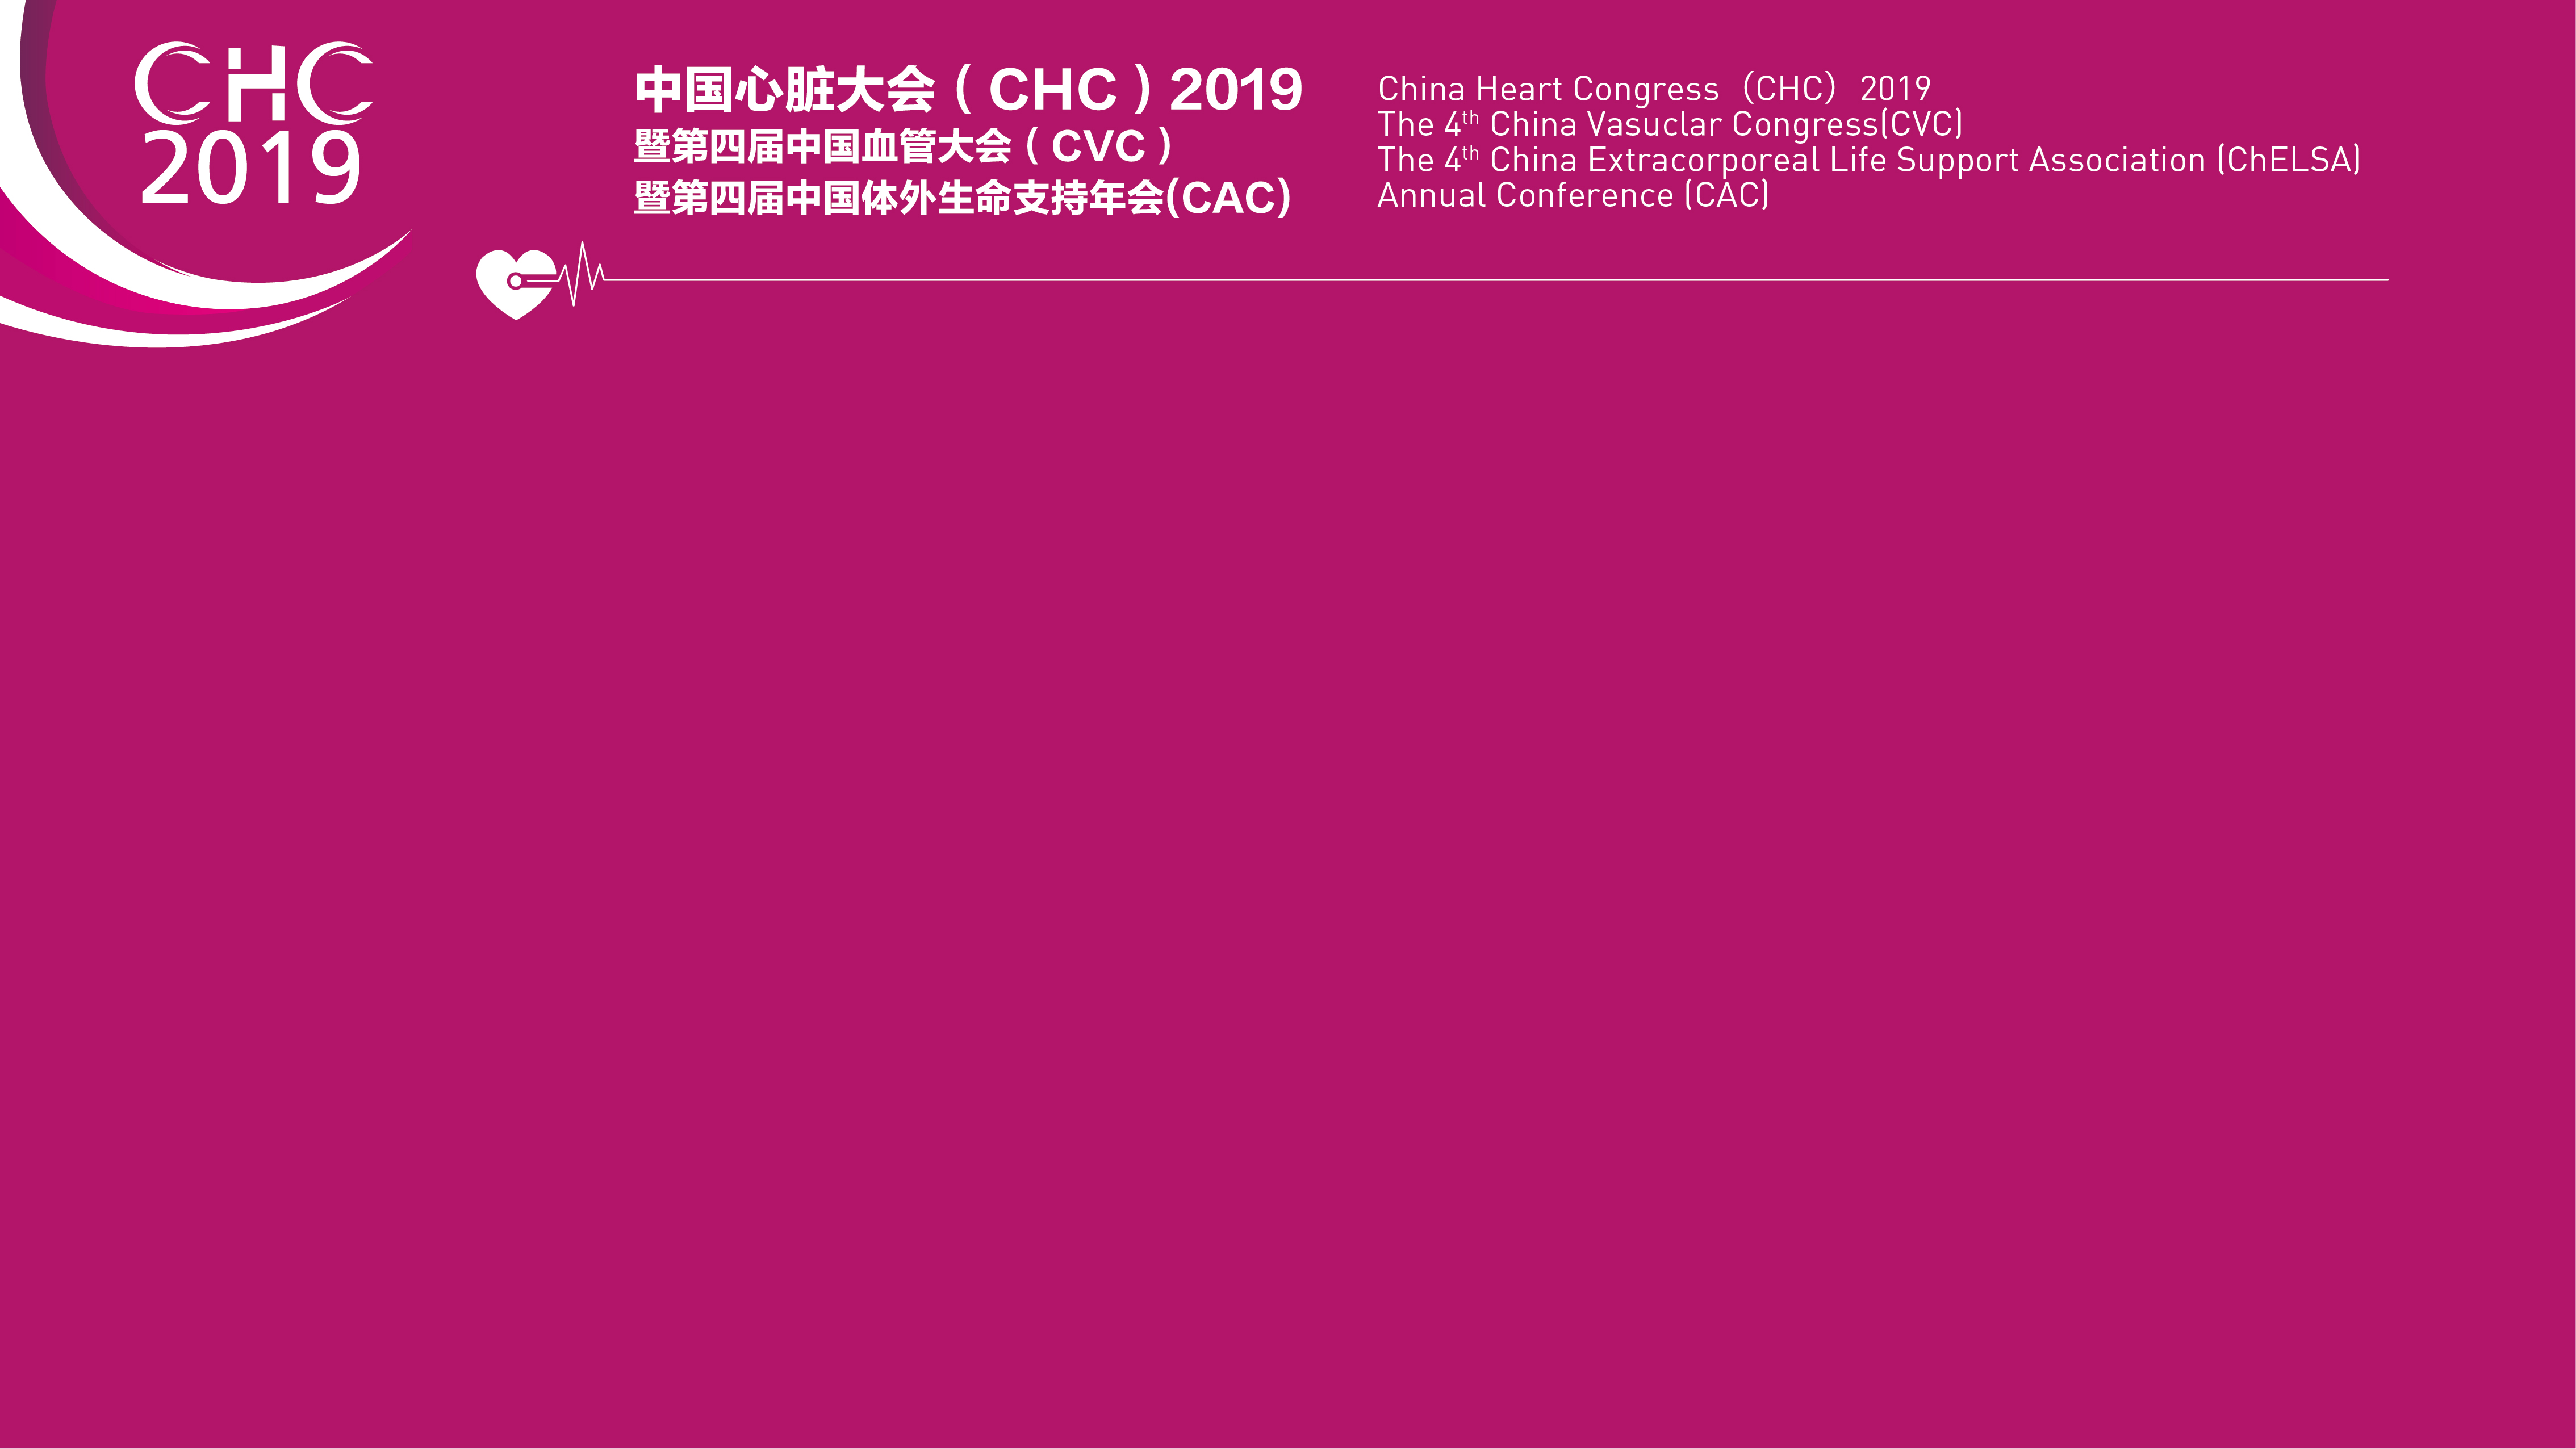 CHC
2019
中国心脏大会（CHC）2019
暨第四届中国血管大会（CVC）
暨第四届中国体外生命支持年会(CAC)
China Heart Congress（CHC）2019
The 4th China Vasuclar Congress(CVC)
The 4th China Extracorporeal Life Support Association (ChELSA)
Annual Conference (CAC)